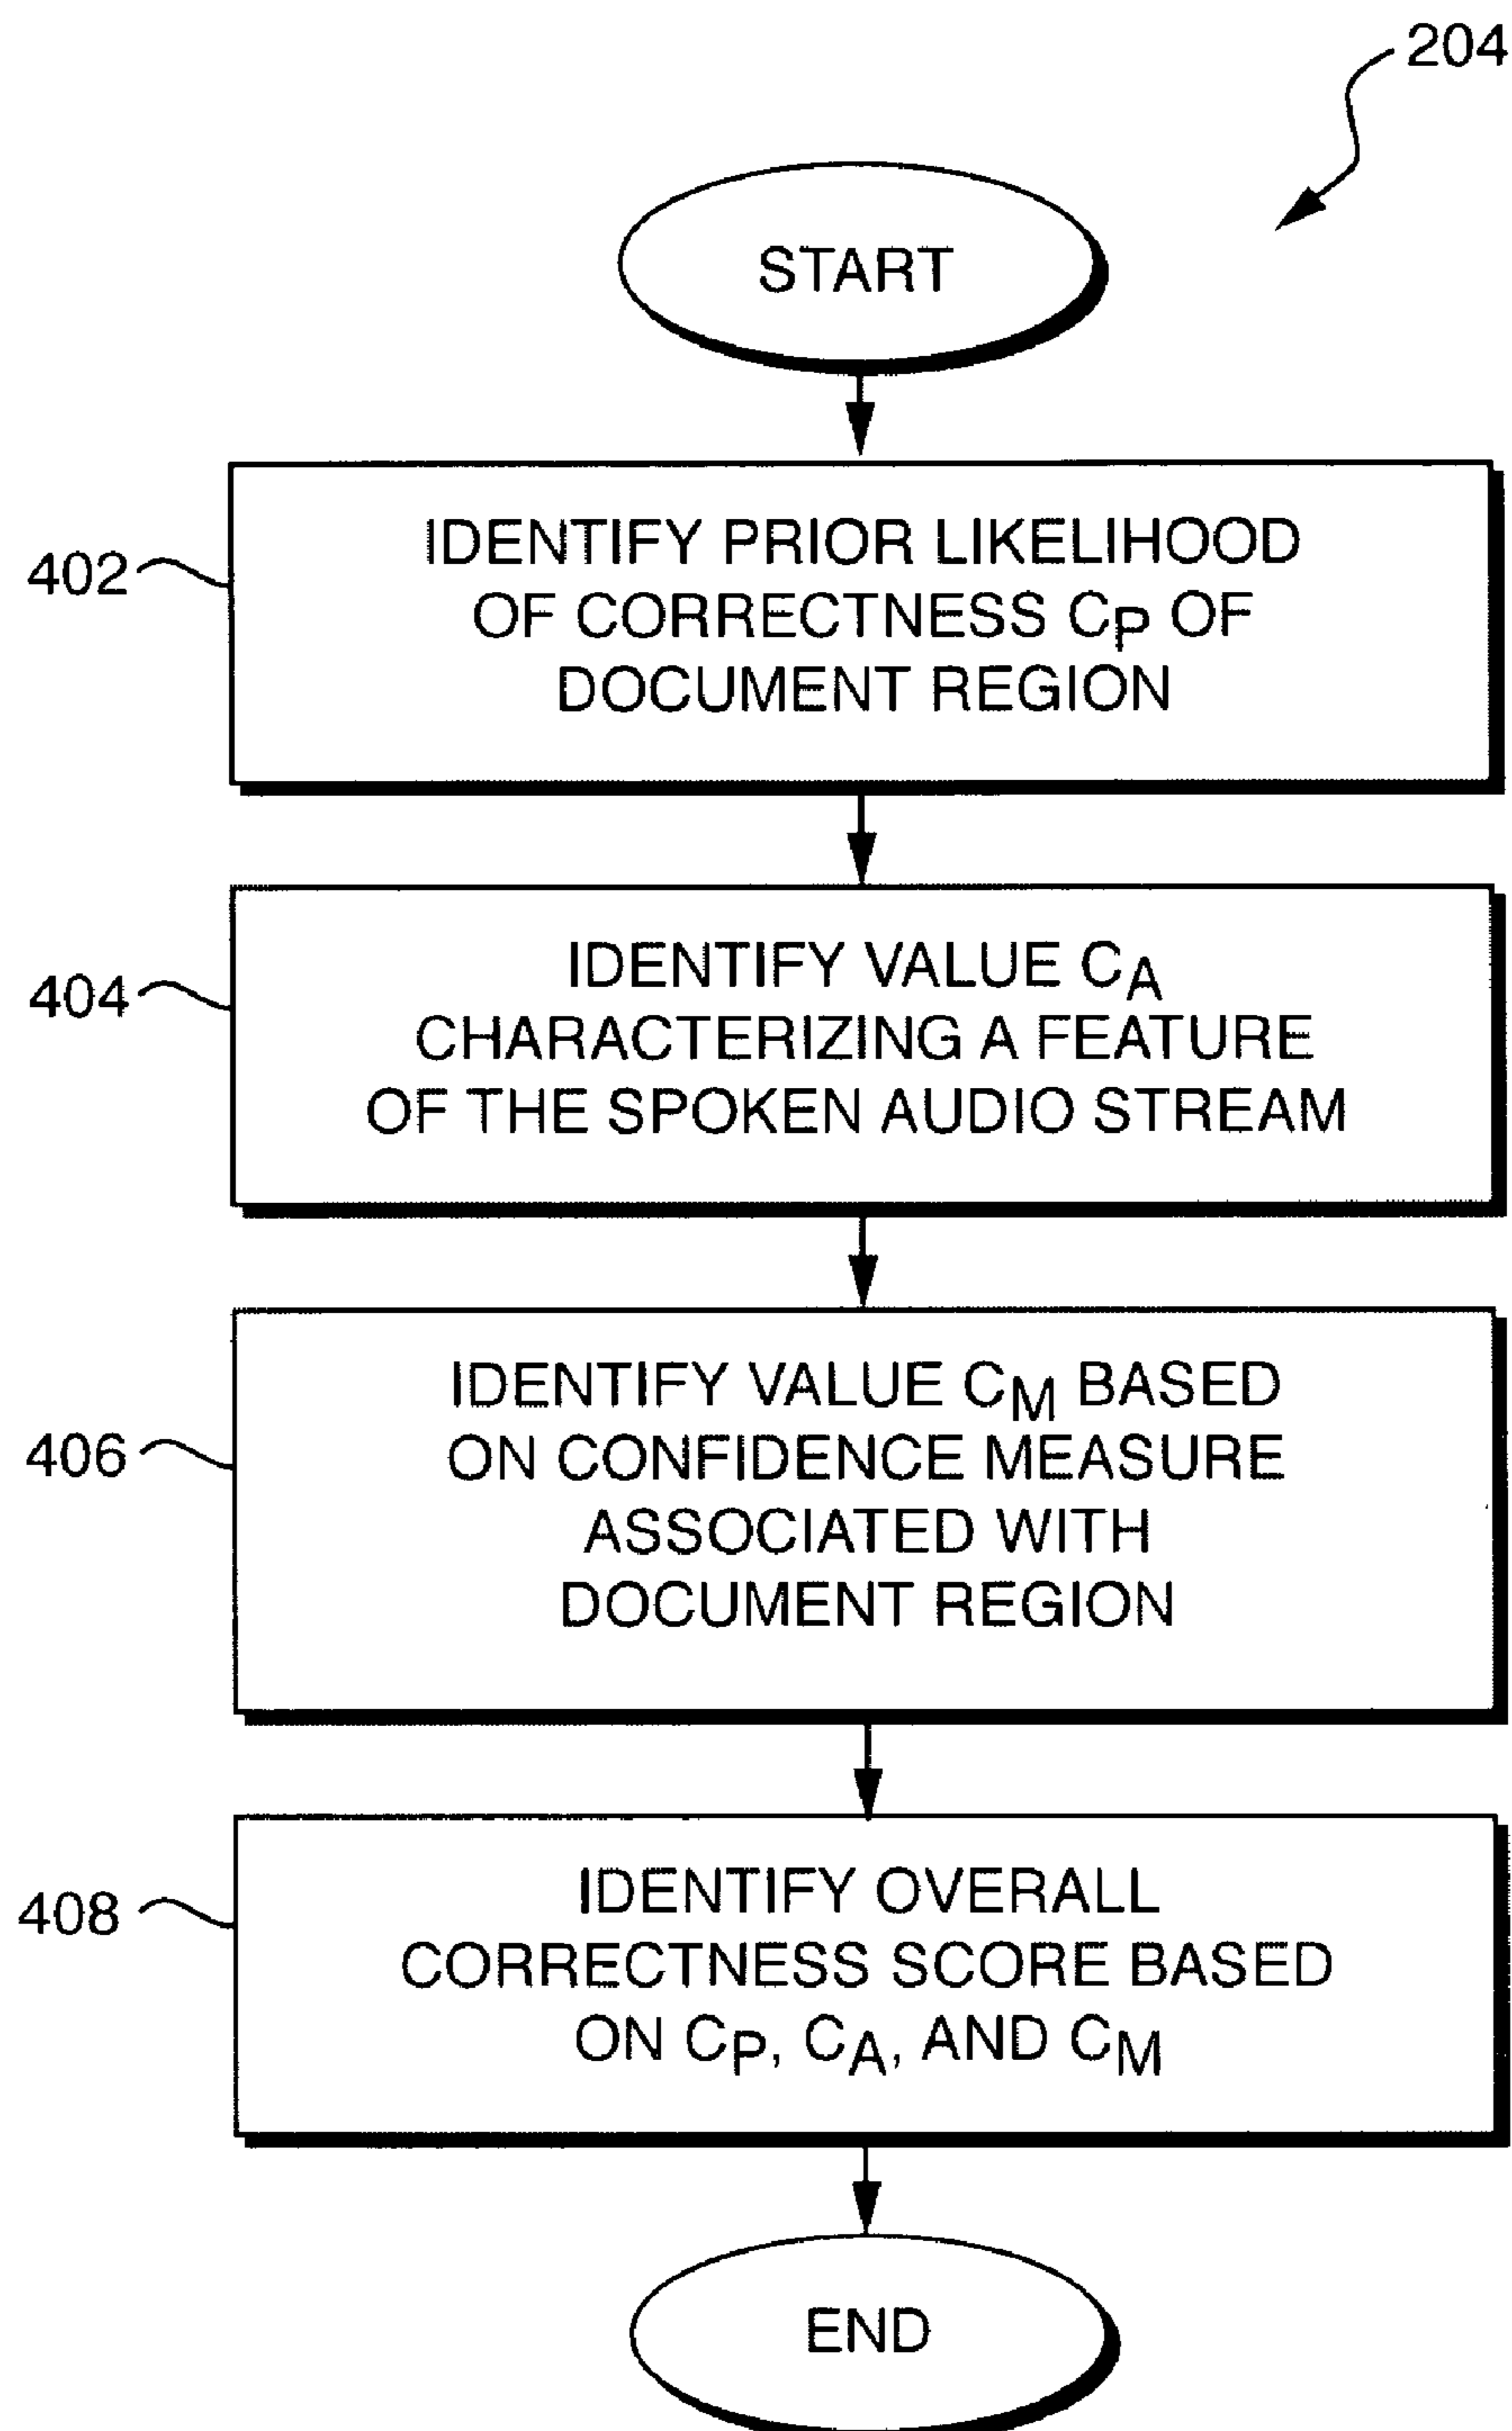 204
START
402
IDENTIFY PRIOR LIKELIHOOD
OF CORRECTNESS CP OF
DOCUMENT REGION
404
IDENTIFY VALUE CA
CHARACTERIZING A FEATURE
OF THE SPOKEN AUDIO STREAM
406
IDENTIFY VALUE CM BASED
ON CONFIDENCE MEASURE
ASSOCIATED WITH
DOCUMENT REGION
408
IDENTIFY OVERALL
CORRECTNESS SCORE BASED
ON CP, CA, AND CM
END